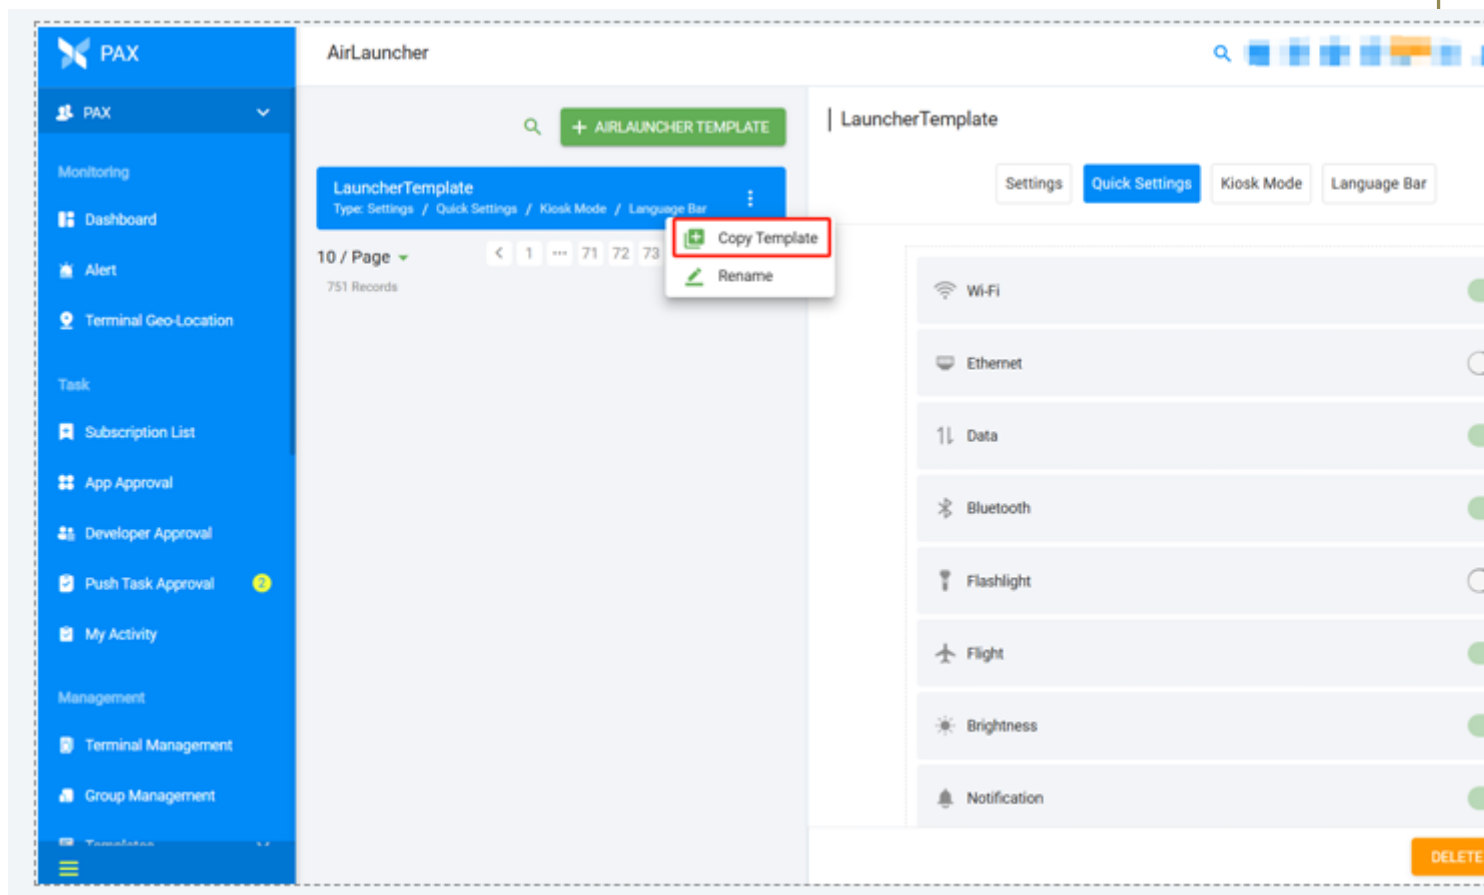 PAX
AirLauncher
PAX
Monitoring
Dashboard
Alert
Terminal Geo-Location
Task
Subscription List
App Approval
Developer Approval
Push Task Approval 2
My Activity
Management
Terminal Management
Group Management
Templates
+ AIRLAUNCHER TEMPLATE
LauncherTemplate
Type: Settings / Quick Settings / Kiosk Mode / Language Bar
Copy Template
Rename
10 / Page
< 1 ··· 71 72 73
751 Records
LauncherTemplate
Settings Quick Settings Kiosk Mode Language Bar
Wi-Fi
Ethernet
Data
Bluetooth
Flashlight
Flight
Brightness
Notification
DELETE